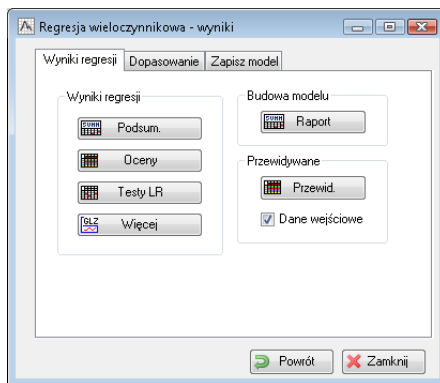 Regresja wieloczynnikowa - wyniki
Wyniki regresji Dopasowanie Zapisz model
Wyniki regresji
SUMM Podsum.
Oceny
Testy LR
GLZ Więcej
Budowa modelu
SUMM Raport
Przewidywane
Przewid.
Dane wejściowe
Powrót Zamknij